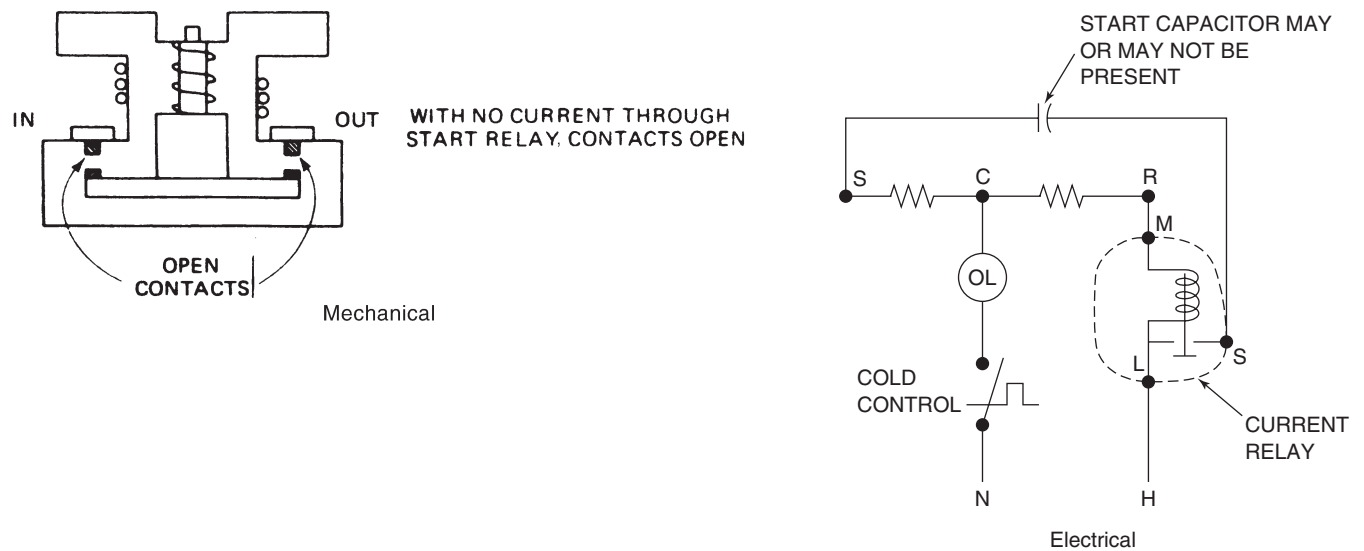 IN
OUT
WITH NO CURRENT THROUGH
START RELAY, CONTACTS OPEN
OPEN
CONTACTS
Mechanical
START CAPACITOR MAY
OR MAY NOT BE
PRESENT
S
C
R
M
OL
L
S
COLD
CONTROL
CURRENT
RELAY
N
H
Electrical